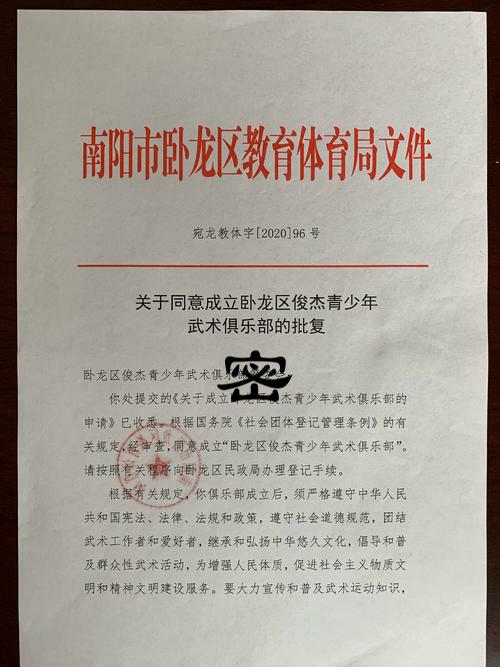 南阳市卧龙区教育体育局文件
宛龙教体字[2020]96 号
关于同意成立卧龙区俊杰青少年
武术俱乐部的批复
密
卧龙区俊杰青少年武术俱乐部
你处提交的《关于成立卧龙区俊杰青少年武术俱乐部的
申请》已收悉。根据国务院《社会团体登记管理条例》的有
关规定,经审查,同意成立“卧龙区俊杰青少年武术俱乐部”。
请按照有关程序向卧龙区民政局办理登记手续。
根据有关规定,你俱乐部成立后,须严格遵守中华人民
共和国宪法、法律、法规和政策,遵守社会道德规范,团结
武术工作者和爱好者,继承和弘扬中华悠久文化,倡导和普
及群众性武术活动,为增强人民体质,促进社会主义物质文
明和精神文明建设服务。要大力宣传和普及武术运动知识,